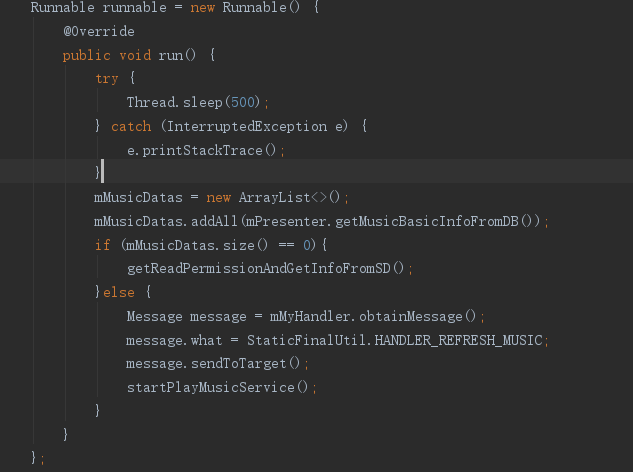 Runnable runnable = new Runnable() {
@Override
public void run() {
try {
Thread.sleep(500);
} catch (InterruptedException e) {
e.printStackTrace();
}
mMusicDatas = new ArrayList<>();
mMusicDatas.addAll(mPresenter.getMusicBasicInfoFromDB());
if (mMusicDatas.size() == 0){
getReadPermissionAndGetInfoFromSD();
}else {
Message message = mMyHandler.obtainMessage();
message.what = StaticFinalUtil.HANDLER_REFRESH_MUSIC;
message.sendToTarget();
startPlayMusicService();
}
}
};